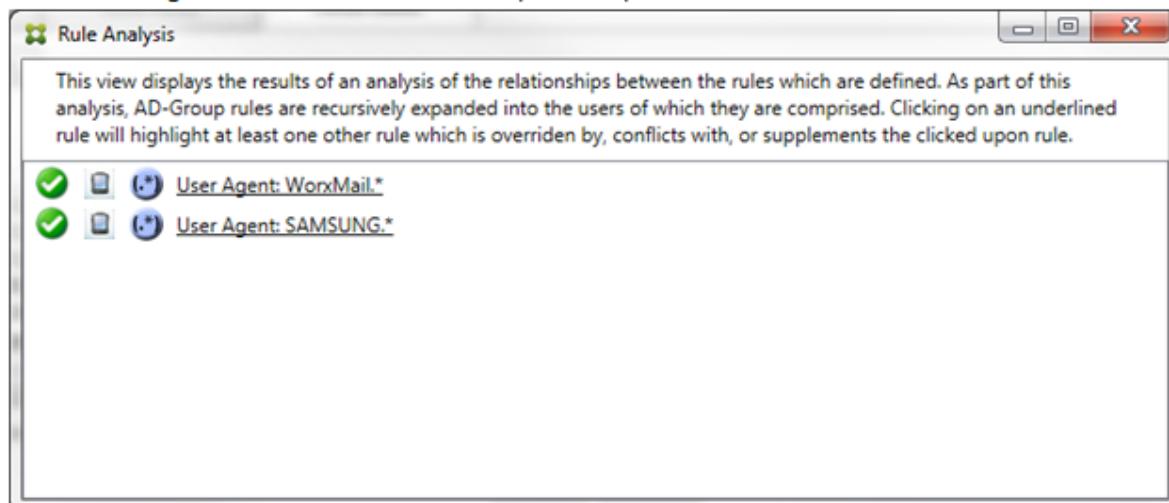 Rule Analysis
This view displays the results of an analysis of the relationships between the rules which are defined. As part of this
analysis, AD-Group rules are recursively expanded into the users of which they are comprised. Clicking on an underlined
rule will highlight at least one other rule which is overriden by, conflicts with, or supplements the clicked upon rule.
(.*) User Agent: WorxMail.*
(.*) User Agent: SAMSUNG.*